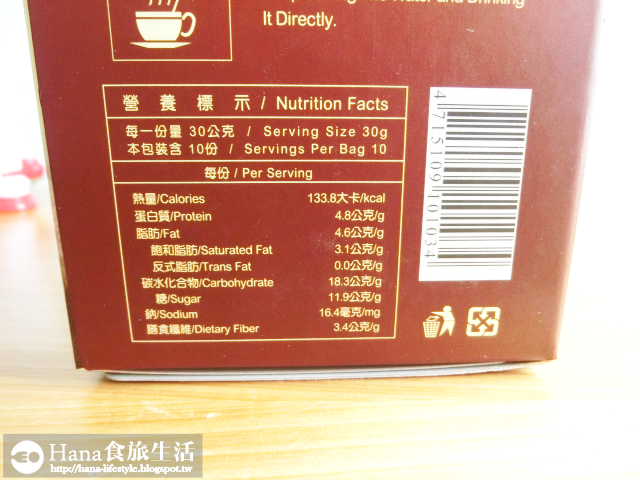 and Drinking
It Directly.
營養標示 / Nutrition Facts
每一份量 30公克 / Serving Size 30g
本包裝含 10份 / Servings Per Bag 10
每份 / Per Serving
熱量/Calories 133.8大卡/kcal
蛋白質/Protein 4.8公克/g
脂肪/Fat 4.6公克/g
飽和脂肪/Saturated Fat 3.1公克/g
反式脂肪/Trans Fat 0.0公克/g
碳水化合物/Carbohydrate 18.3公克/g
糖/Sugar 11.9公克/g
鈉/Sodium 16.4毫克/mg
膳食纖維/Dietary Fiber 3.4公克/g
4715109101034
Hana食旅生活
http://hana-lifestyle.blogspot.tw